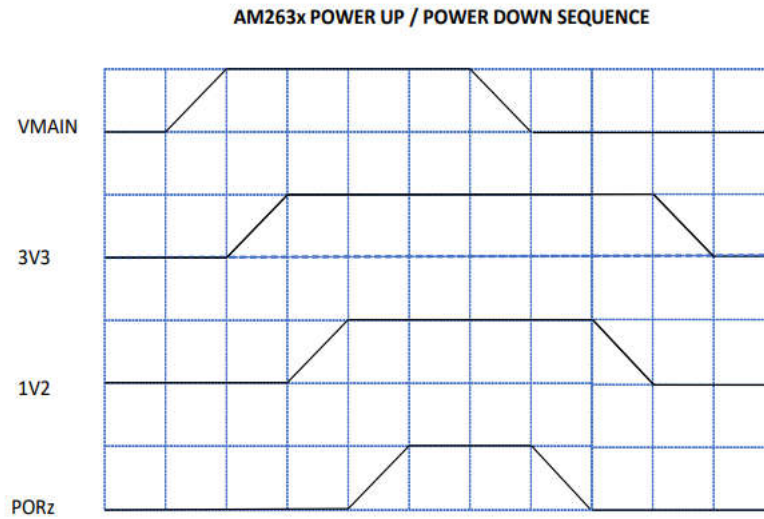 AM263x POWER UP / POWER DOWN SEQUENCE
VMAIN
3V3
1V2
PORz